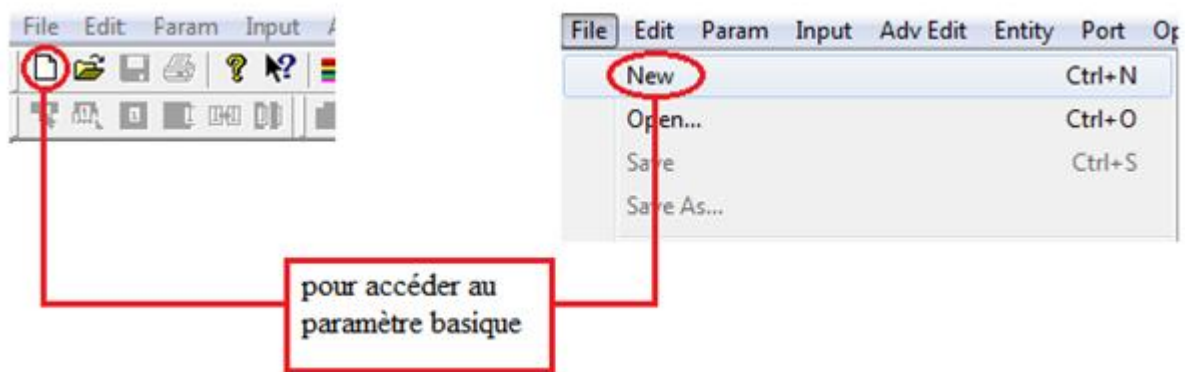 File Edit Param Input
File Edit Param Input Adv Edit Entity Port
New Ctrl+N
Open... Ctrl+O
Save Ctrl+S
Save As...
pour accéder au
paramètre basique